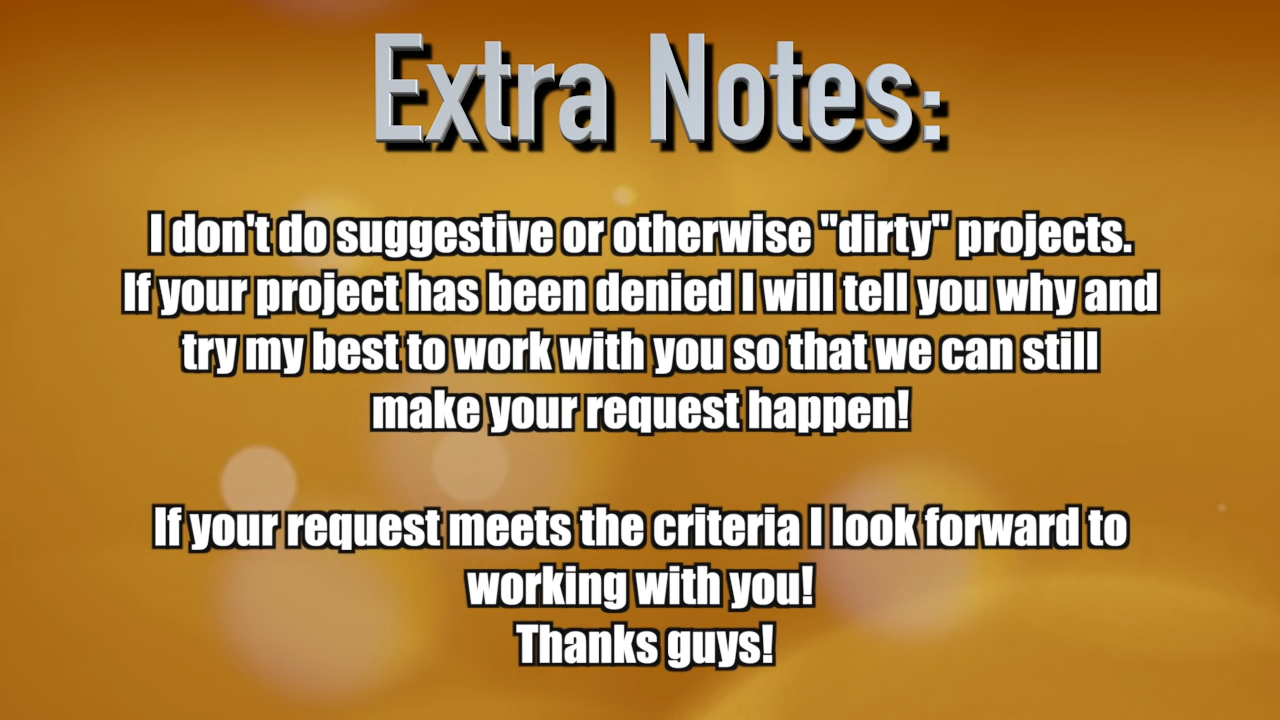 Extra Notes:
I don't do suggestive or otherwise "dirty" projects.
If your project has been denied I will tell you why and
try my best to work with you so that we can still
make your request happen!
If your request meets the criteria I look forward to
working with you!
Thanks guys!